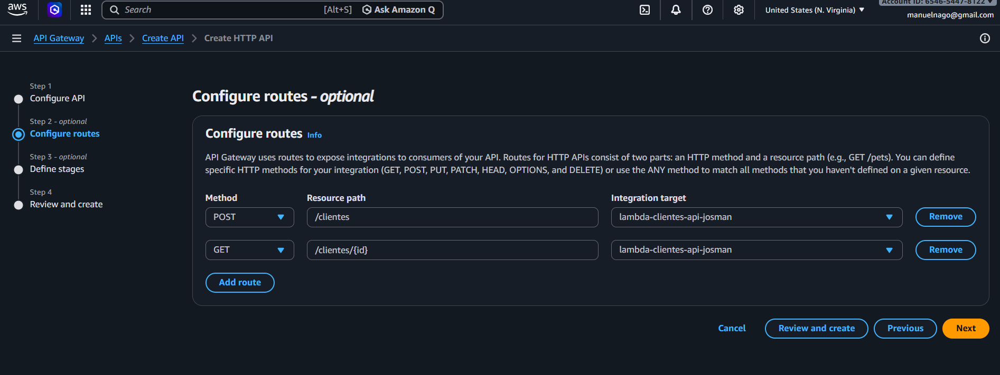 aws
Search [Alt+S] Ask Amazon Q
United States (N. Virginia)
Account ID: 6546-5447-8122
manuelnago@gmail.com
API Gateway APIs Create API Create HTTP API
Step 1
Configure API
Step 2 - optional
Configure routes
Step 3 - optional
Define stages
Step 4
Review and create
Configure routes - optional
Configure routes Info
API Gateway uses routes to expose integrations to consumers of your API. Routes for HTTP APIs consist of two parts: an HTTP method and a resource path (e.g., GET /pets). You can define
specific HTTP methods for your integration (GET, POST, PUT, PATCH, HEAD, OPTIONS, and DELETE) or use the ANY method to match all methods that you haven't defined on a given resource.
Method Resource path Integration target
POST /clientes lambda-clientes-api-josman Remove
GET /clientes/{id} lambda-clientes-api-josman Remove
Add route
Cancel Review and create Previous Next